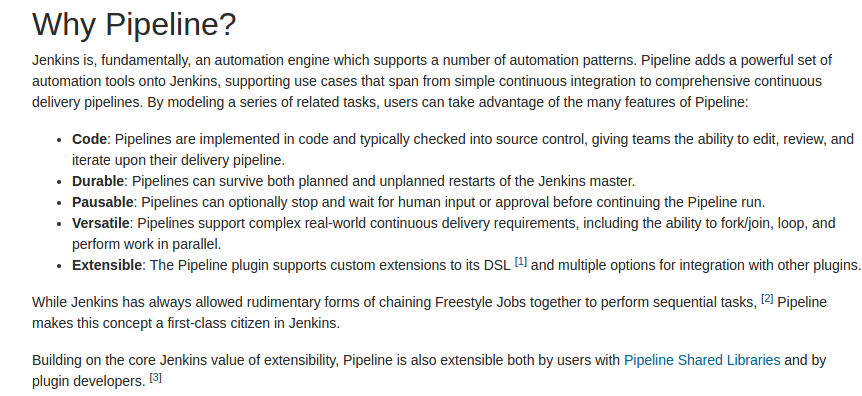 Why Pipeline?
Jenkins is, fundamentally, an automation engine which supports a number of automation patterns. Pipeline adds a powerful set of
automation tools onto Jenkins, supporting use cases that span from simple continuous integration to comprehensive continuous
delivery pipelines. By modeling a series of related tasks, users can take advantage of the many features of Pipeline:
• Code: Pipelines are implemented in code and typically checked into source control, giving teams the ability to edit, review, and
iterate upon their delivery pipeline.
• Durable: Pipelines can survive both planned and unplanned restarts of the Jenkins master.
• Pausable: Pipelines can optionally stop and wait for human input or approval before continuing the Pipeline run.
• Versatile: Pipelines support complex real-world continuous delivery requirements, including the ability to fork/join, loop, and
perform work in parallel.
• Extensible: The Pipeline plugin supports custom extensions to its DSL [1] and multiple options for integration with other plugins.
While Jenkins has always allowed rudimentary forms of chaining Freestyle Jobs together to perform sequential tasks, [2] Pipeline
makes this concept a first-class citizen in Jenkins.
Building on the core Jenkins value of extensibility, Pipeline is also extensible both by users with Pipeline Shared Libraries and by
plugin developers. [3]